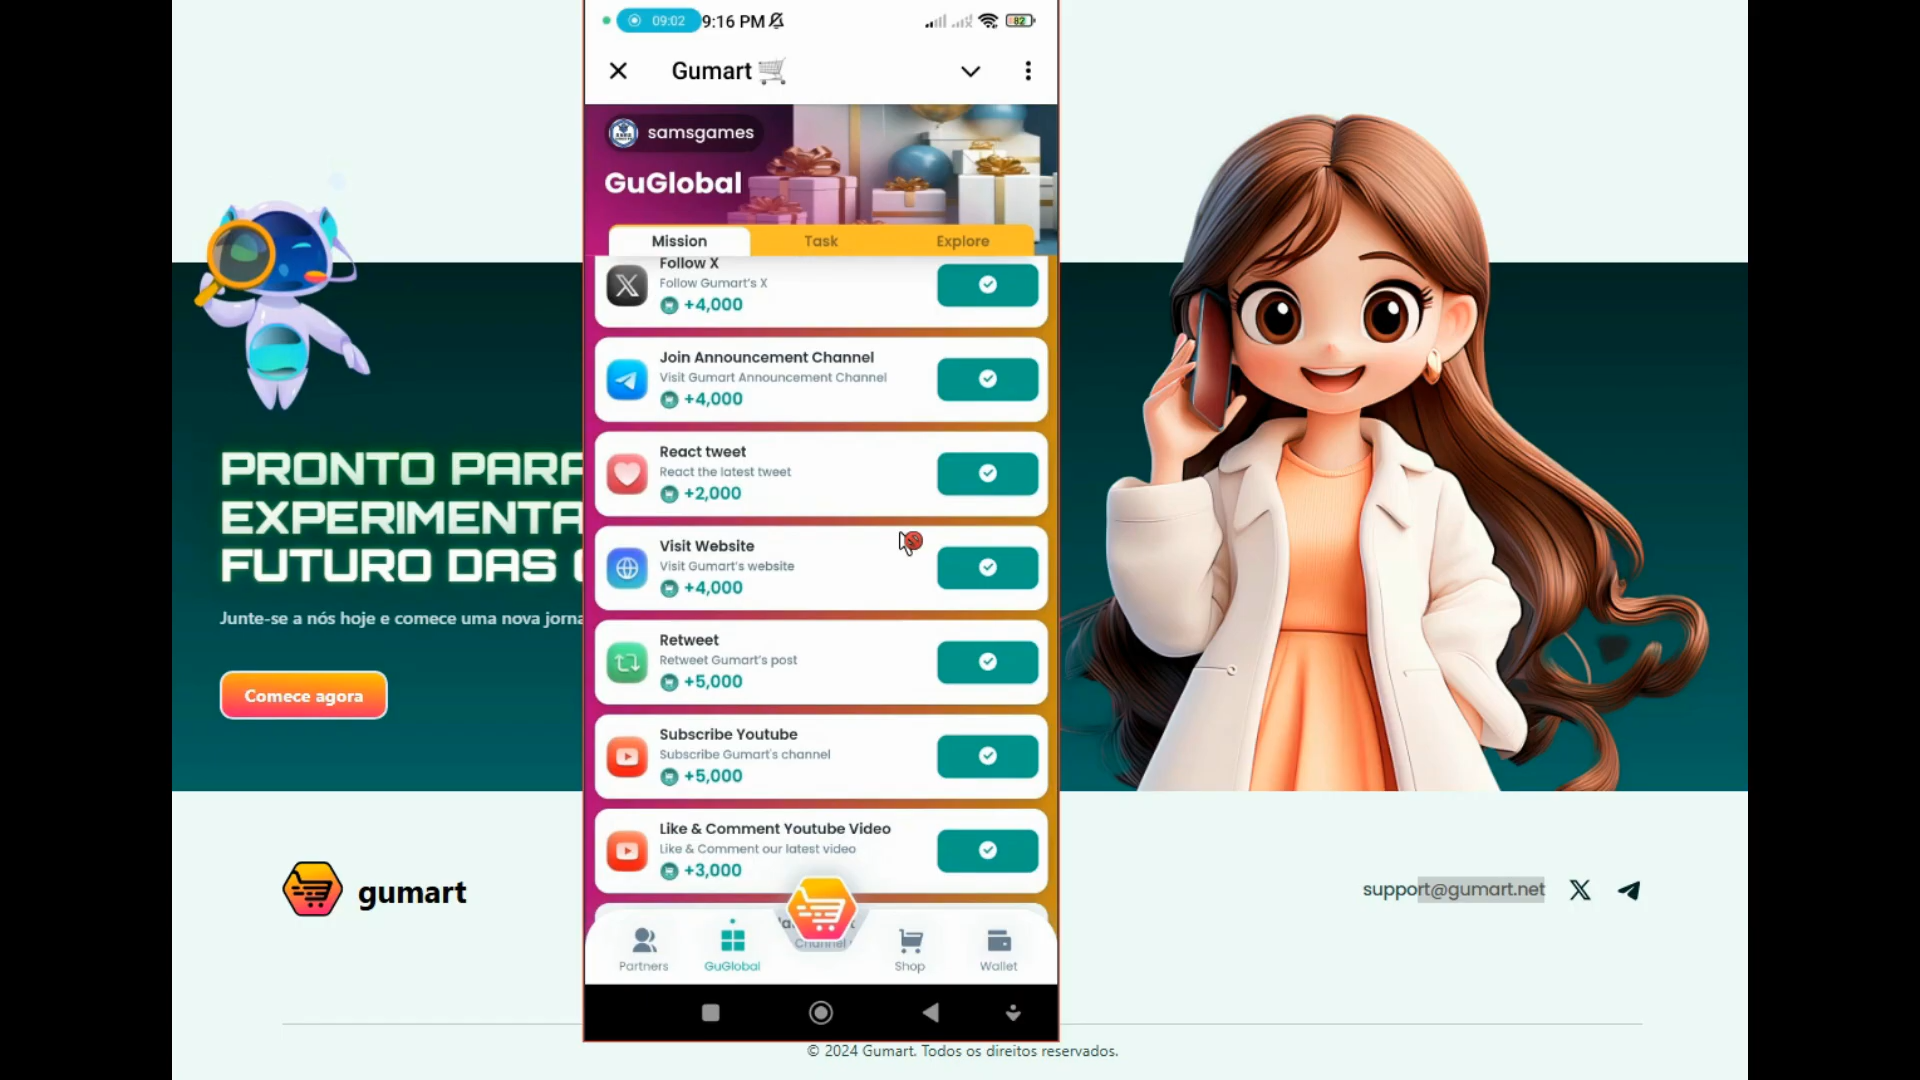 09:02 9:16 PM 82
Gumart
samsgames
GuGlobal
Mission Task Explore
Follow X
Follow Gumart's X
+4,000
Join Announcement Channel
Visit Gumart Announcement Channel
+4,000
React tweet
React the latest tweet
+2,000
Visit Website
Visit Gumart's website
+4,000
Retweet
Retweet Gumart's post
+5,000
Subscribe Youtube
Subscribe Gumart's channel
+5,000
Like & Comment Youtube Video
Like & Comment our latest video
+3,000
Channel
Partners GuGlobal Shop Wallet
PRONTO PARA
EXPERIMENTA
FUTURO DAS
Junte-se a nós hoje e comece uma nova jorna
Comece agora
gumart
support@gumart.net
© 2024 Gumart. Todos os direitos reservados.